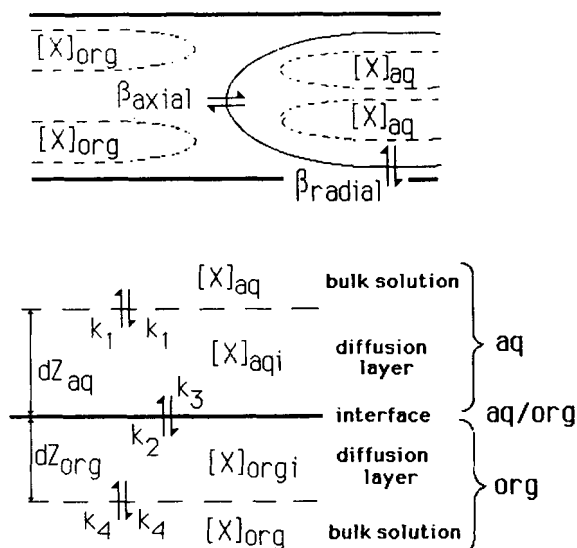 [X]org
[X]aq
βaxial
[X]aq
[X]org
βradial
[X]aq bulk solution
k1 k1
[X]aqi diffusion layer
aq
dZaq
k3
interface aq/org
k2
dZorg
[X]orgi diffusion layer
org
k4 k4
[X]org bulk solution